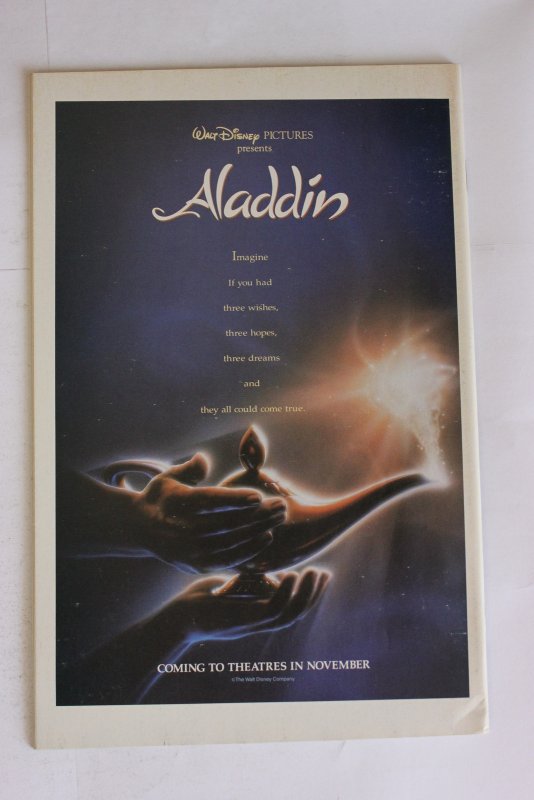 WALT DISNEY PICTURES
presents
Aladdin
Imagine
If you had
three wishes,
three hopes,
three dreams
and
they all could come true.
COMING TO THEATRES IN NOVEMBER
©The Walt Disney Company